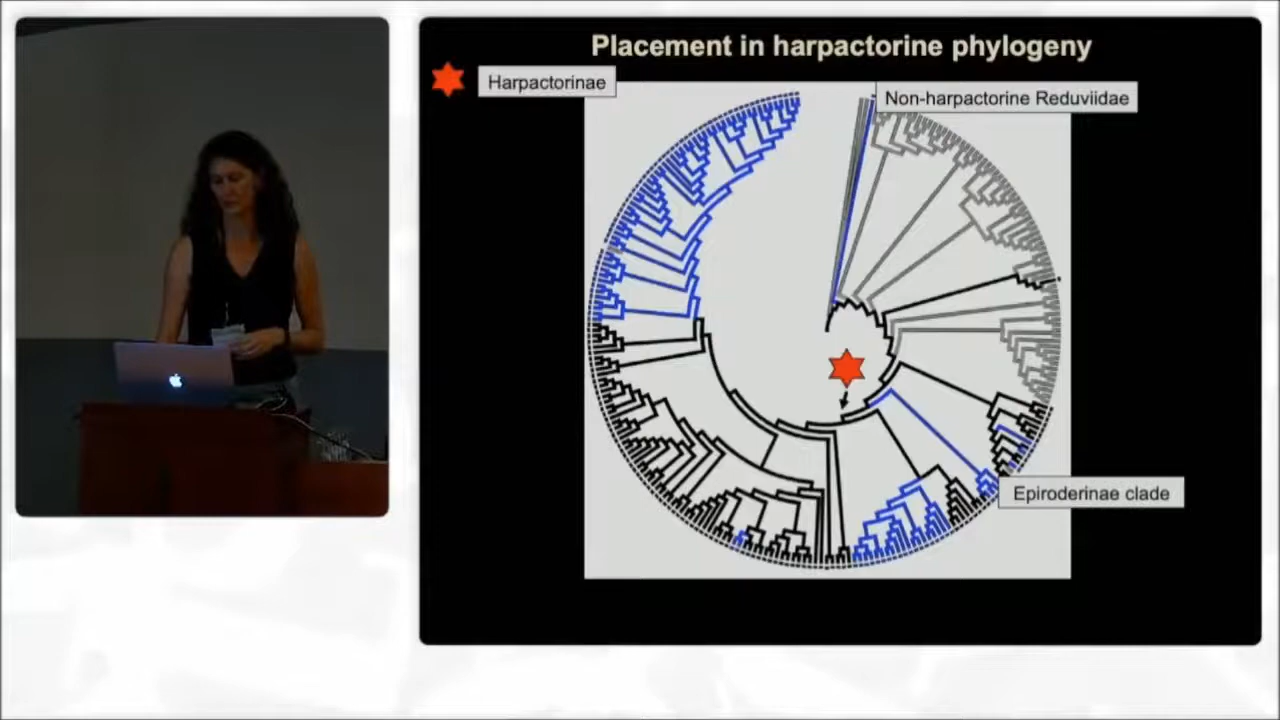 Placement in harpactorine phylogeny
Harpactorinae
Non-harpactorine Reduviidae
Epiroderinae clade